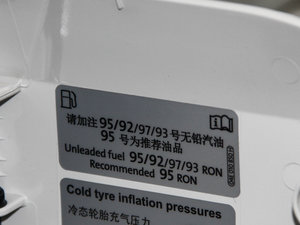 请加注 95/92/97/93 号无铅汽油
95 号为推荐油品
Unleaded fuel 95/92/97/93 RON
Recommended 95 RON
Cold tyre inflation pressures
冷态轮胎充气压力